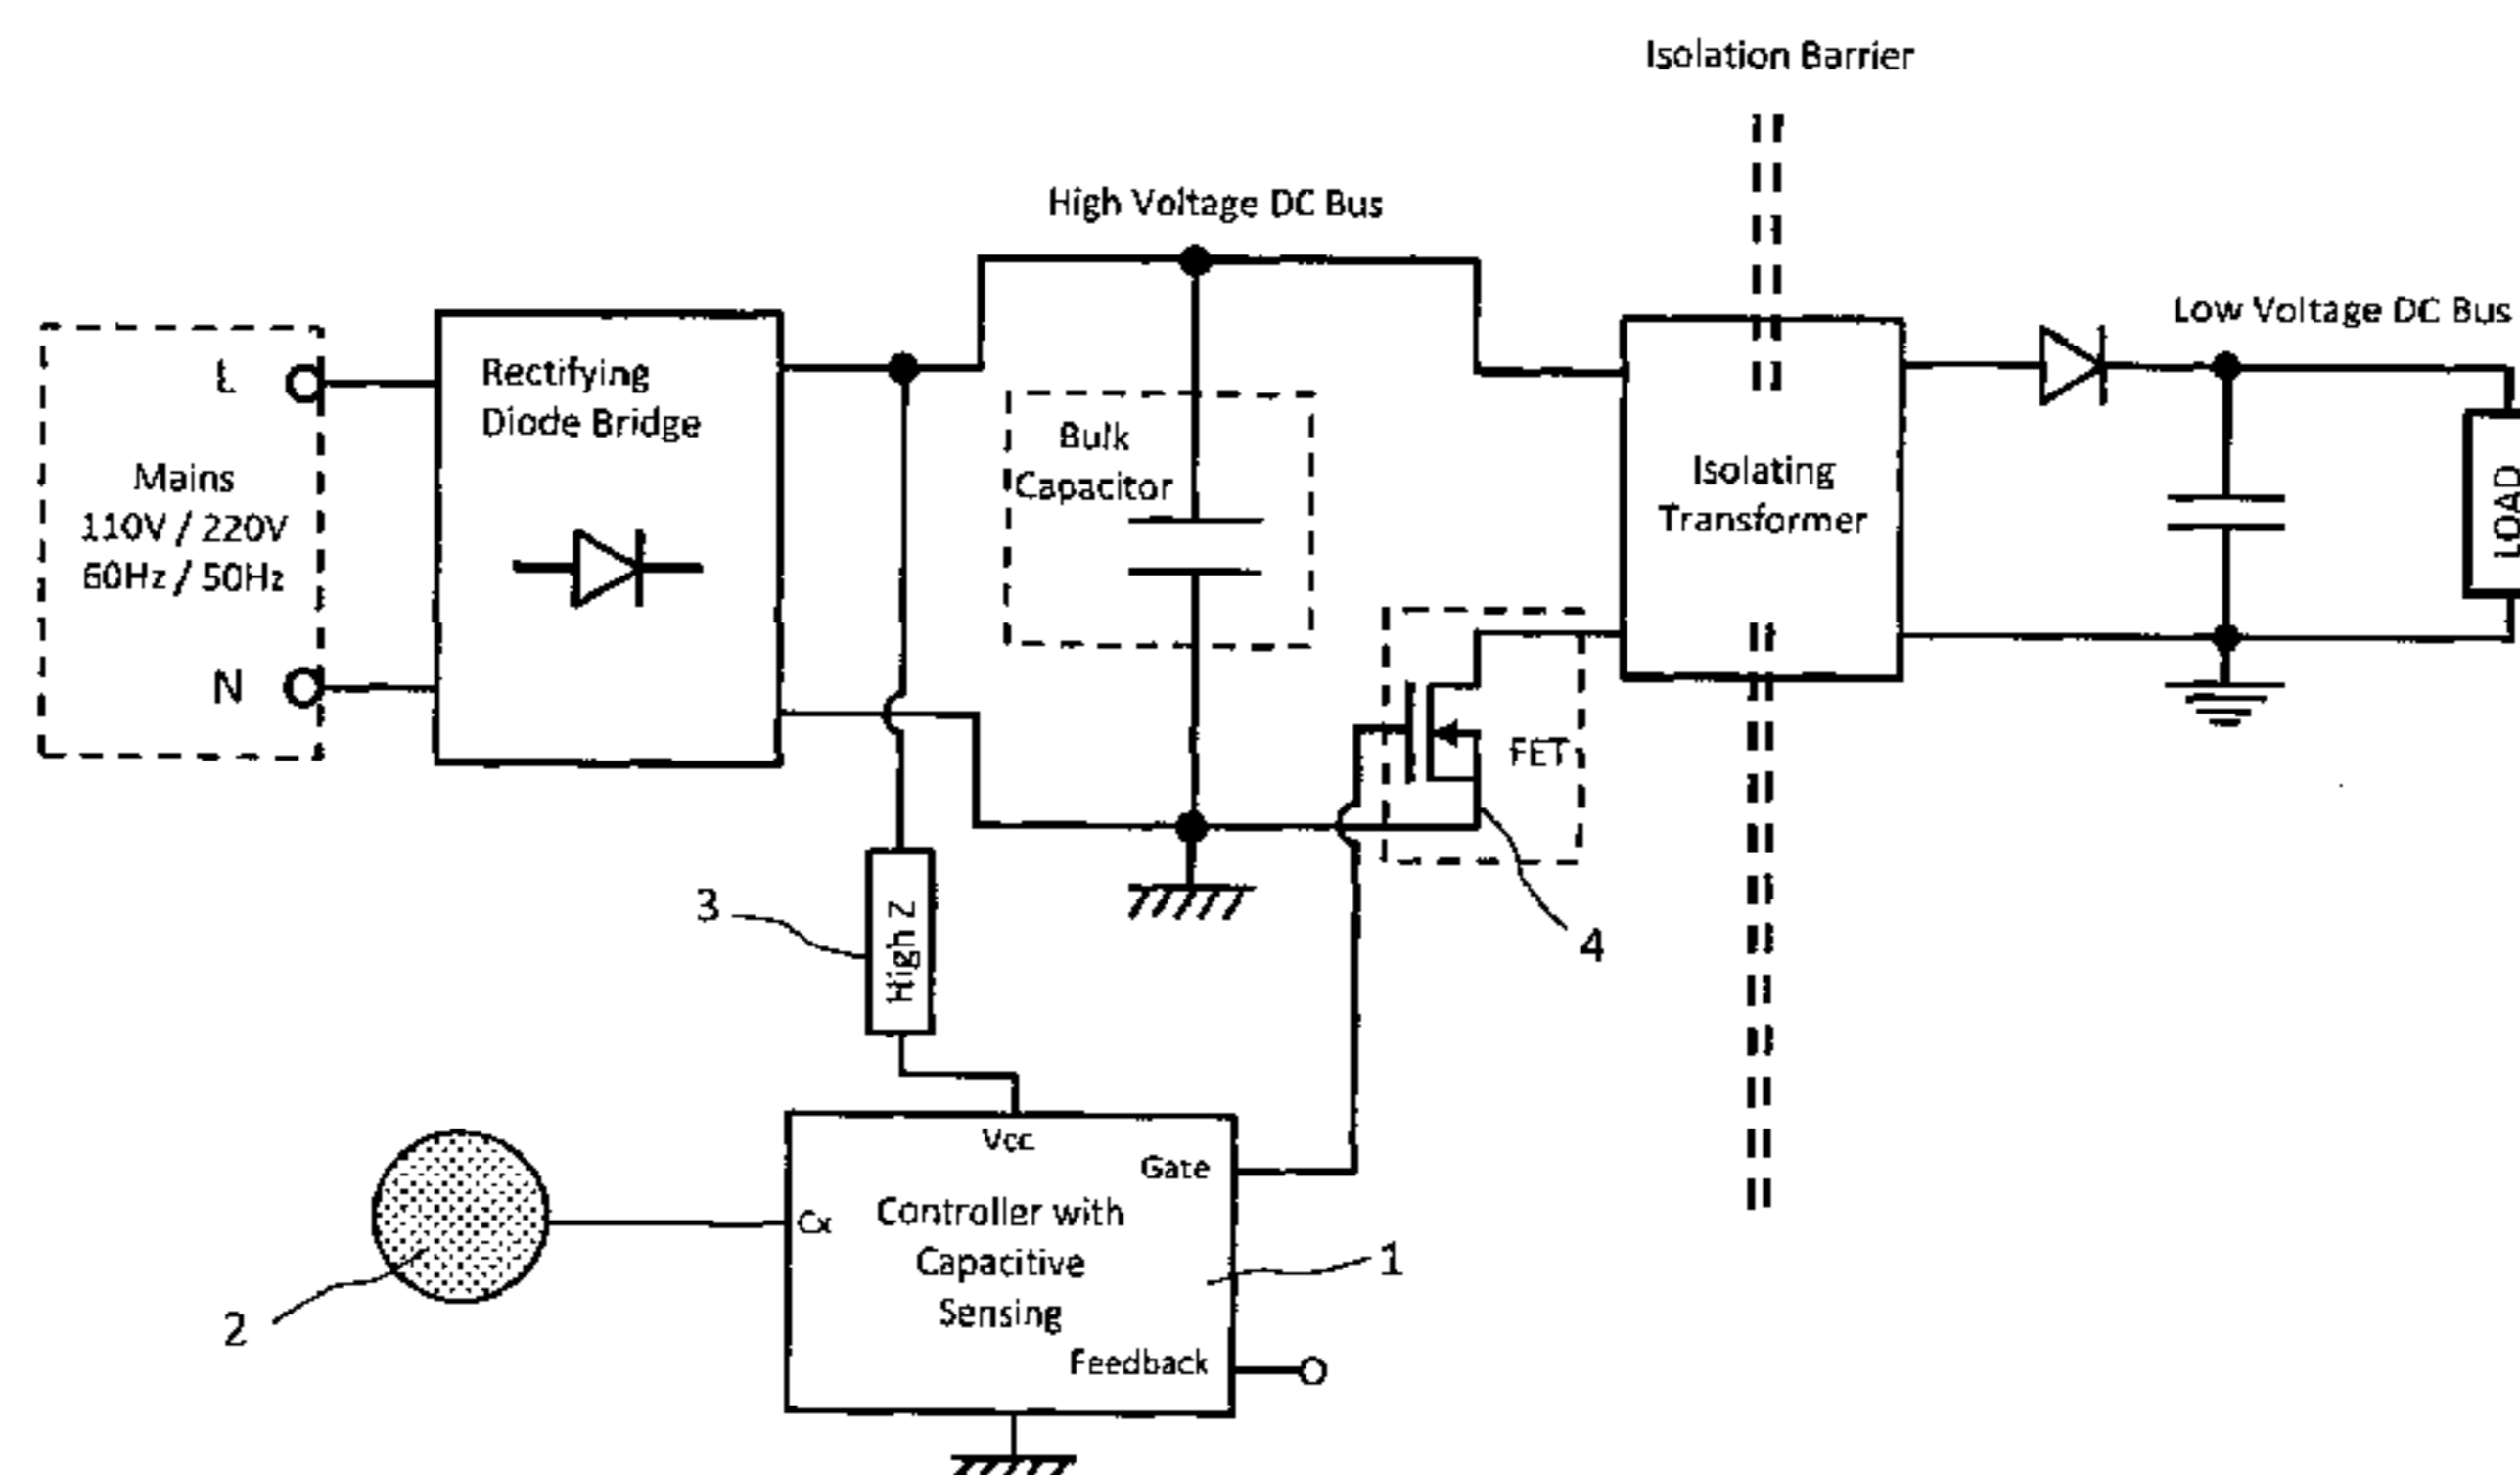 Isolation Barrier
High Voltage DC Bus
Low Voltage DC Bus
L
Rectifying
Diode Bridge
Mains
110V / 220V
60Hz / 50Hz
N
Bulk
Capacitor
Isolating
Transformer
LOAD
FET
3
High Z
4
Vcc
Gate
Cx
Controller with
Capacitive
Sensing
1
2
Feedback